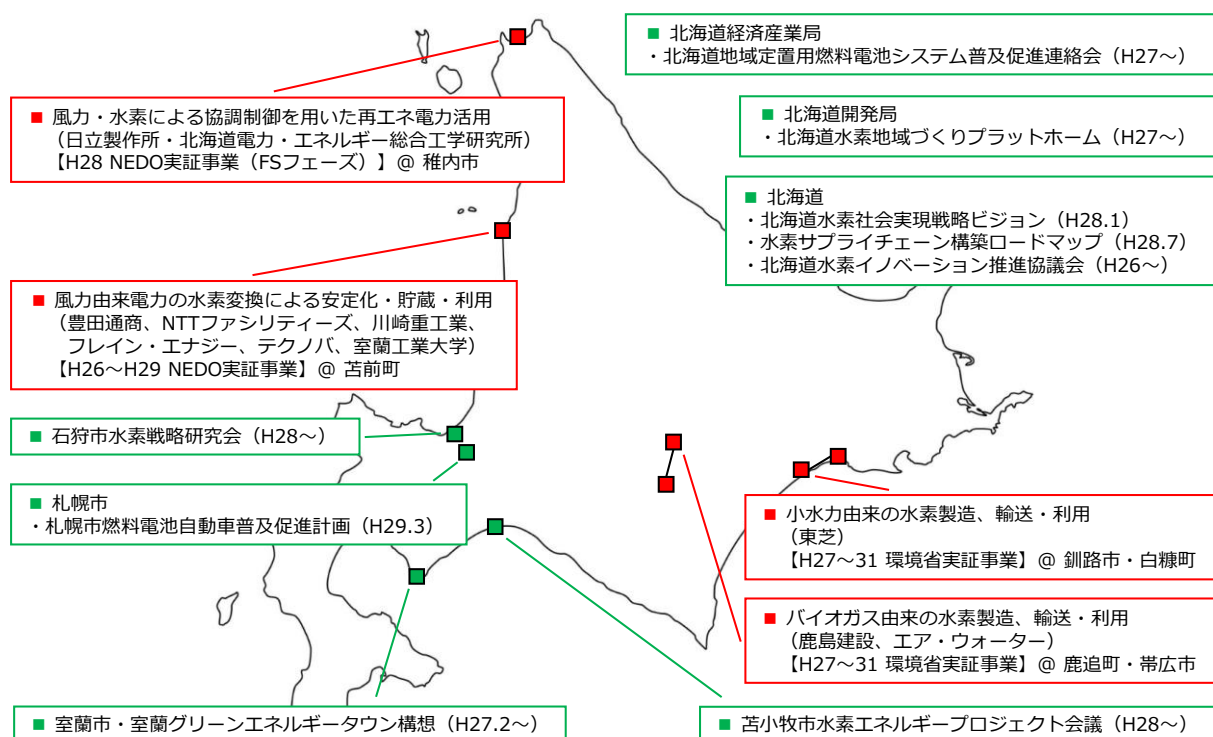 ■ 北海道経済産業局
・北海道地域定置用燃料電池システム普及促進連絡会（H27～）
■ 風力・水素による協調制御を用いた再エネ電力活用
（日立製作所・北海道電力・エネルギー総合工学研究所）
【H28 NEDO実証事業（FSフェーズ）】@ 稚内市
■ 北海道開発局
・北海道水素地域づくりプラットホーム（H27～）
■ 北海道
・北海道水素社会実現戦略ビジョン（H28.1）
・水素サプライチェーン構築ロードマップ（H28.7）
・北海道水素イノベーション推進協議会（H26～）
■ 風力由来電力の水素変換による安定化・貯蔵・利用
（豊田通商、NTTファシリティーズ、川崎重工業、
フレイン・エナジー、テクノバ、室蘭工業大学）
【H26～H29 NEDO実証事業】@ 苫前町
■ 石狩市水素戦略研究会（H28～）
■ 札幌市
・札幌市燃料電池自動車普及促進計画（H29.3）
■ 小水力由来の水素製造、輸送・利用
（東芝）
【H27～31 環境省実証事業】@ 釧路市・白糠町
■ バイオガス由来の水素製造、輸送・利用
（鹿島建設、エア・ウォーター）
【H27～31 環境省実証事業】@ 鹿追町・帯広市
■ 室蘭市・室蘭グリーンエネルギータウン構想（H27.2～）
■ 苫小牧市水素エネルギープロジェクト会議（H28～）